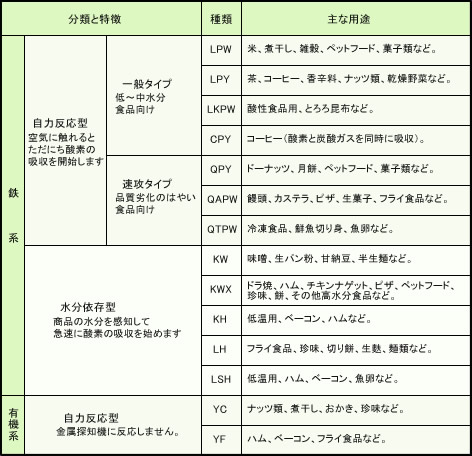 分類と特徴 種類 主な用途
鉄系
自力反応型
空気に触れると
ただにち酸素の
吸収を開始します
一般タイプ
低～中水分
食品向け
LPW 米、煮干し、雑穀、ペットフード、菓子類など。
LPY 茶、コーヒー、香辛料、ナッツ類、乾燥野菜など。
LKPW 酸性食品用、とろろ昆布など。
CPY コーヒー(酸素と炭酸ガスを同時に吸収)。
速攻タイプ
品質劣化のはやい
食品向け
QPY ドーナッツ、月餅、ペットフード、菓子類など。
QAPW 饅頭、カステラ、ピザ、生菓子、フライ食品など。
QTPW 冷凍食品、鮮魚切り身、魚卵など。
水分依存型
商品の水分を感知して
急速に酸素の吸収を始めます
KW 味噌、生パン粉、甘納豆、半生麺など。
KWX ドラ焼、ハム、チキンナゲット、ピザ、ペットフード、
珍味、餅、その他高水分食品など。
KH 低温用、ベーコン、ハムなど。
LH フライ食品、珍味、切り餅、生麩、麺類など。
LSH 低温用、ハム、ベーコン、魚卵など。
有機系
自力反応型
金属探知機に反応しません。
YC ナッツ類、煮干し、おかき、珍味など。
YF ハム、ベーコン、フライ食品など。